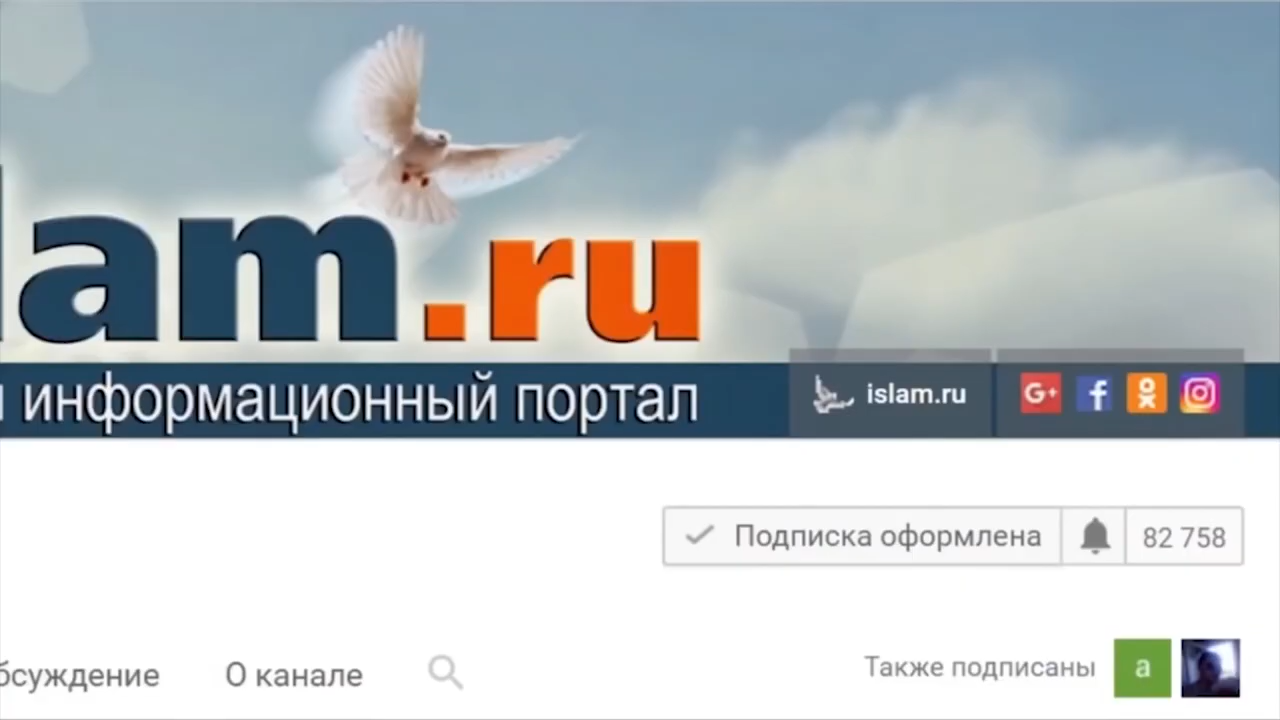 lam.ru
информационный портал
islam.ru
G+
Подписка оформлена
82 758
бсуждение
О канале
Также подписаны
a